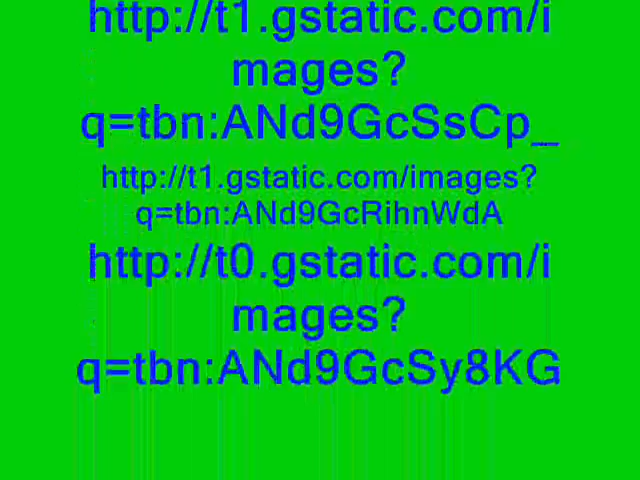 http://t1.gstatic.com/i
mages?
q=tbn:ANd9GcSsCp_
http://t1.gstatic.com/images?
q=tbn:ANd9GcRihnWdA
http://t0.gstatic.com/i
mages?
q=tbn:ANd9GcSy8KG